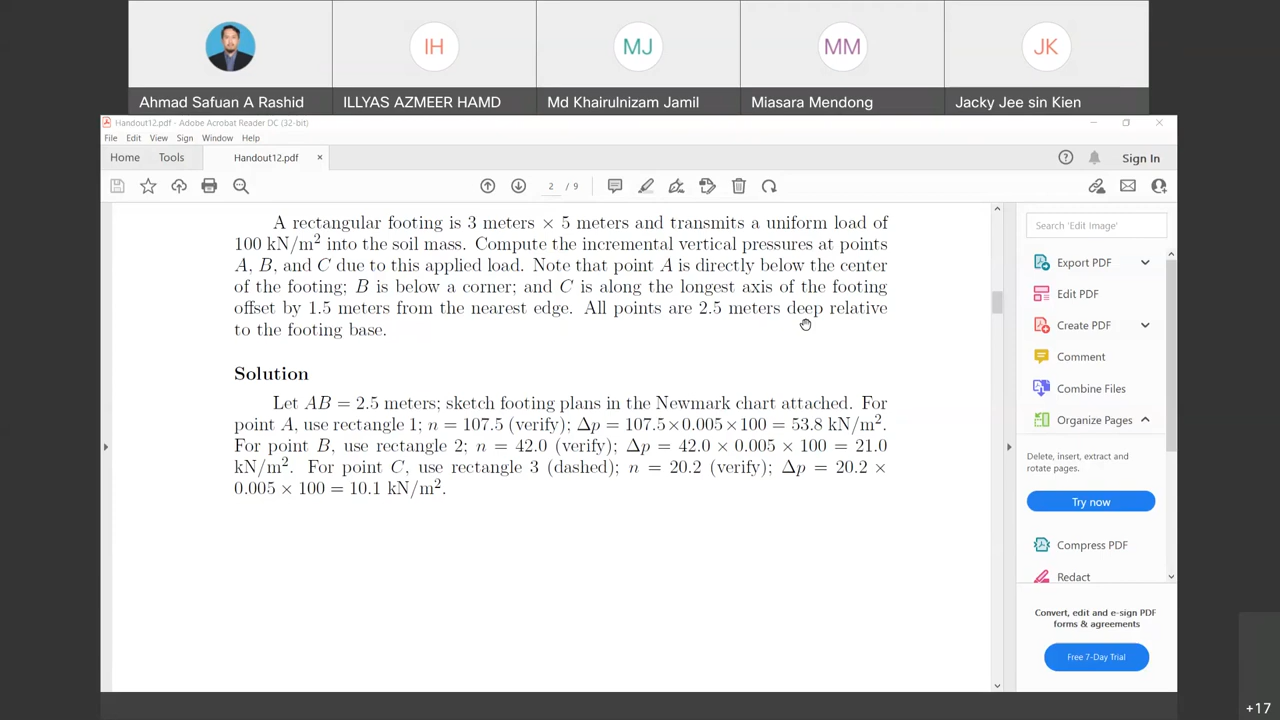 IH
MJ
MM
JK
Ahmad Safuan A Rashid
ILLYAS AZMEER HAMD
Md Khairulnizam Jamil
Miasara Mendong
Jacky Jee sin Kien
Handout12.pdf - Adobe Acrobat Reader DC (32-bit)
File Edit View Sign Window Help
Home Tools Handout12.pdf × Sign In
2 / 9
A rectangular footing is 3 meters × 5 meters and transmits a uniform load of
100 kN/m² into the soil mass. Compute the incremental vertical pressures at points
A, B, and C due to this applied load. Note that point A is directly below the center
of the footing; B is below a corner; and C is along the longest axis of the footing
offset by 1.5 meters from the nearest edge. All points are 2.5 meters deep relative
to the footing base.
Solution
Let AB = 2.5 meters; sketch footing plans in the Newmark chart attached. For
point A, use rectangle 1; n = 107.5 (verify); Δp = 107.5×0.005×100 = 53.8 kN/m².
For point B, use rectangle 2; n = 42.0 (verify); Δp = 42.0 × 0.005 × 100 = 21.0
kN/m². For point C, use rectangle 3 (dashed); n = 20.2 (verify); Δp = 20.2 ×
0.005 × 100 = 10.1 kN/m².
Search 'Edit Image'
Export PDF
Edit PDF
Create PDF
Comment
Combine Files
Organize Pages
Delete, insert, extract and
rotate pages.
Try now
Compress PDF
Redact
Convert, edit and e-sign PDF
forms & agreements
Free 7-Day Trial
+17